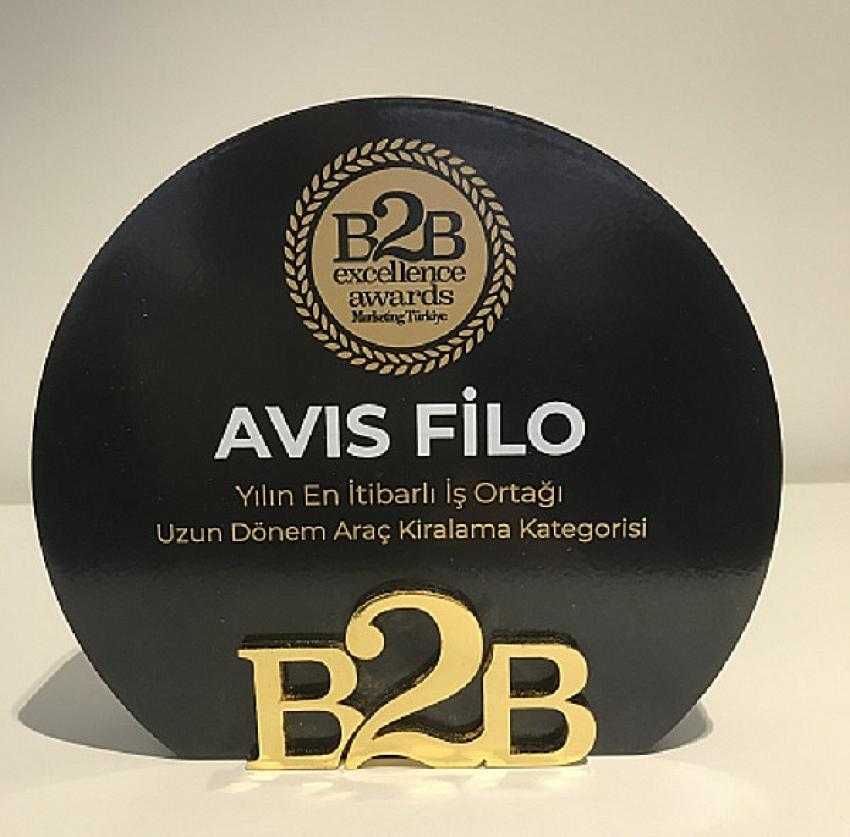 B2B
excellence
awards
Marketing Türkiye
AVIS FİLO
Yılın En İtibarlı İş Ortağı
Uzun Dönem Araç Kiralama Kategorisi
B2B